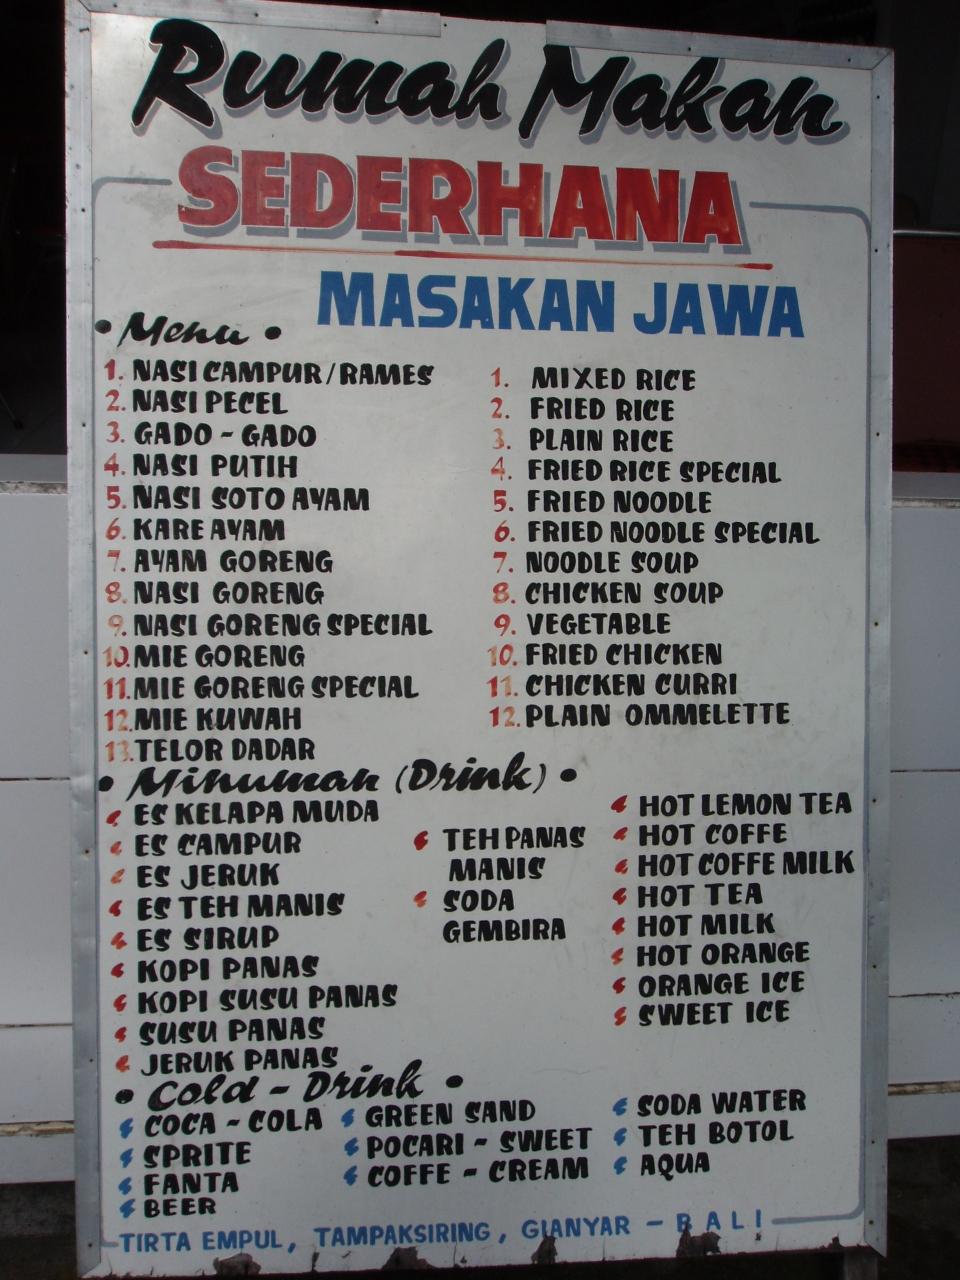 Rumah Makan
SEDERHANA
MASAKAN JAWA
• Menu •
1. NASI CAMPUR/RAMES
2. NASI PECEL
3. GADO - GADO
4. NASI PUTIH
5. NASI SOTO AYAM
6. KARE AYAM
7. AYAM GORENG
8. NASI GORENG
9. NASI GORENG SPECIAL
10. MIE GORENG
11. MIE GORENG SPECIAL
12. MIE KUWAH
13. TELOR DADAR
1. MIXED RICE
2. FRIED RICE
3. PLAIN RICE
4. FRIED RICE SPECIAL
5. FRIED NOODLE
6. FRIED NOODLE SPECIAL
7. NOODLE SOUP
8. CHICKEN SOUP
9. VEGETABLE
10. FRIED CHICKEN
11. CHICKEN CURRI
12. PLAIN OMMELETTE
• Minuman (Drink) •
ES KELAPA MUDA
ES CAMPUR
ES JERUK
ES TEH MANIS
ES SIRUP
KOPI PANAS
KOPI SUSU PANAS
SUSU PANAS
JERUK PANAS
TEH PANAS
MANIS
SODA
GEMBIRA
HOT LEMON TEA
HOT COFFE
HOT COFFE MILK
HOT TEA
HOT MILK
HOT ORANGE
ORANGE ICE
SWEET ICE
• Cold - Drink •
COCA - COLA
SPRITE
FANTA
BEER
GREEN SAND
POCARI - SWEET
COFFE - CREAM
SODA WATER
TEH BOTOL
AQUA
TIRTA EMPUL, TAMPAKSIRING, GIANYAR - BALI